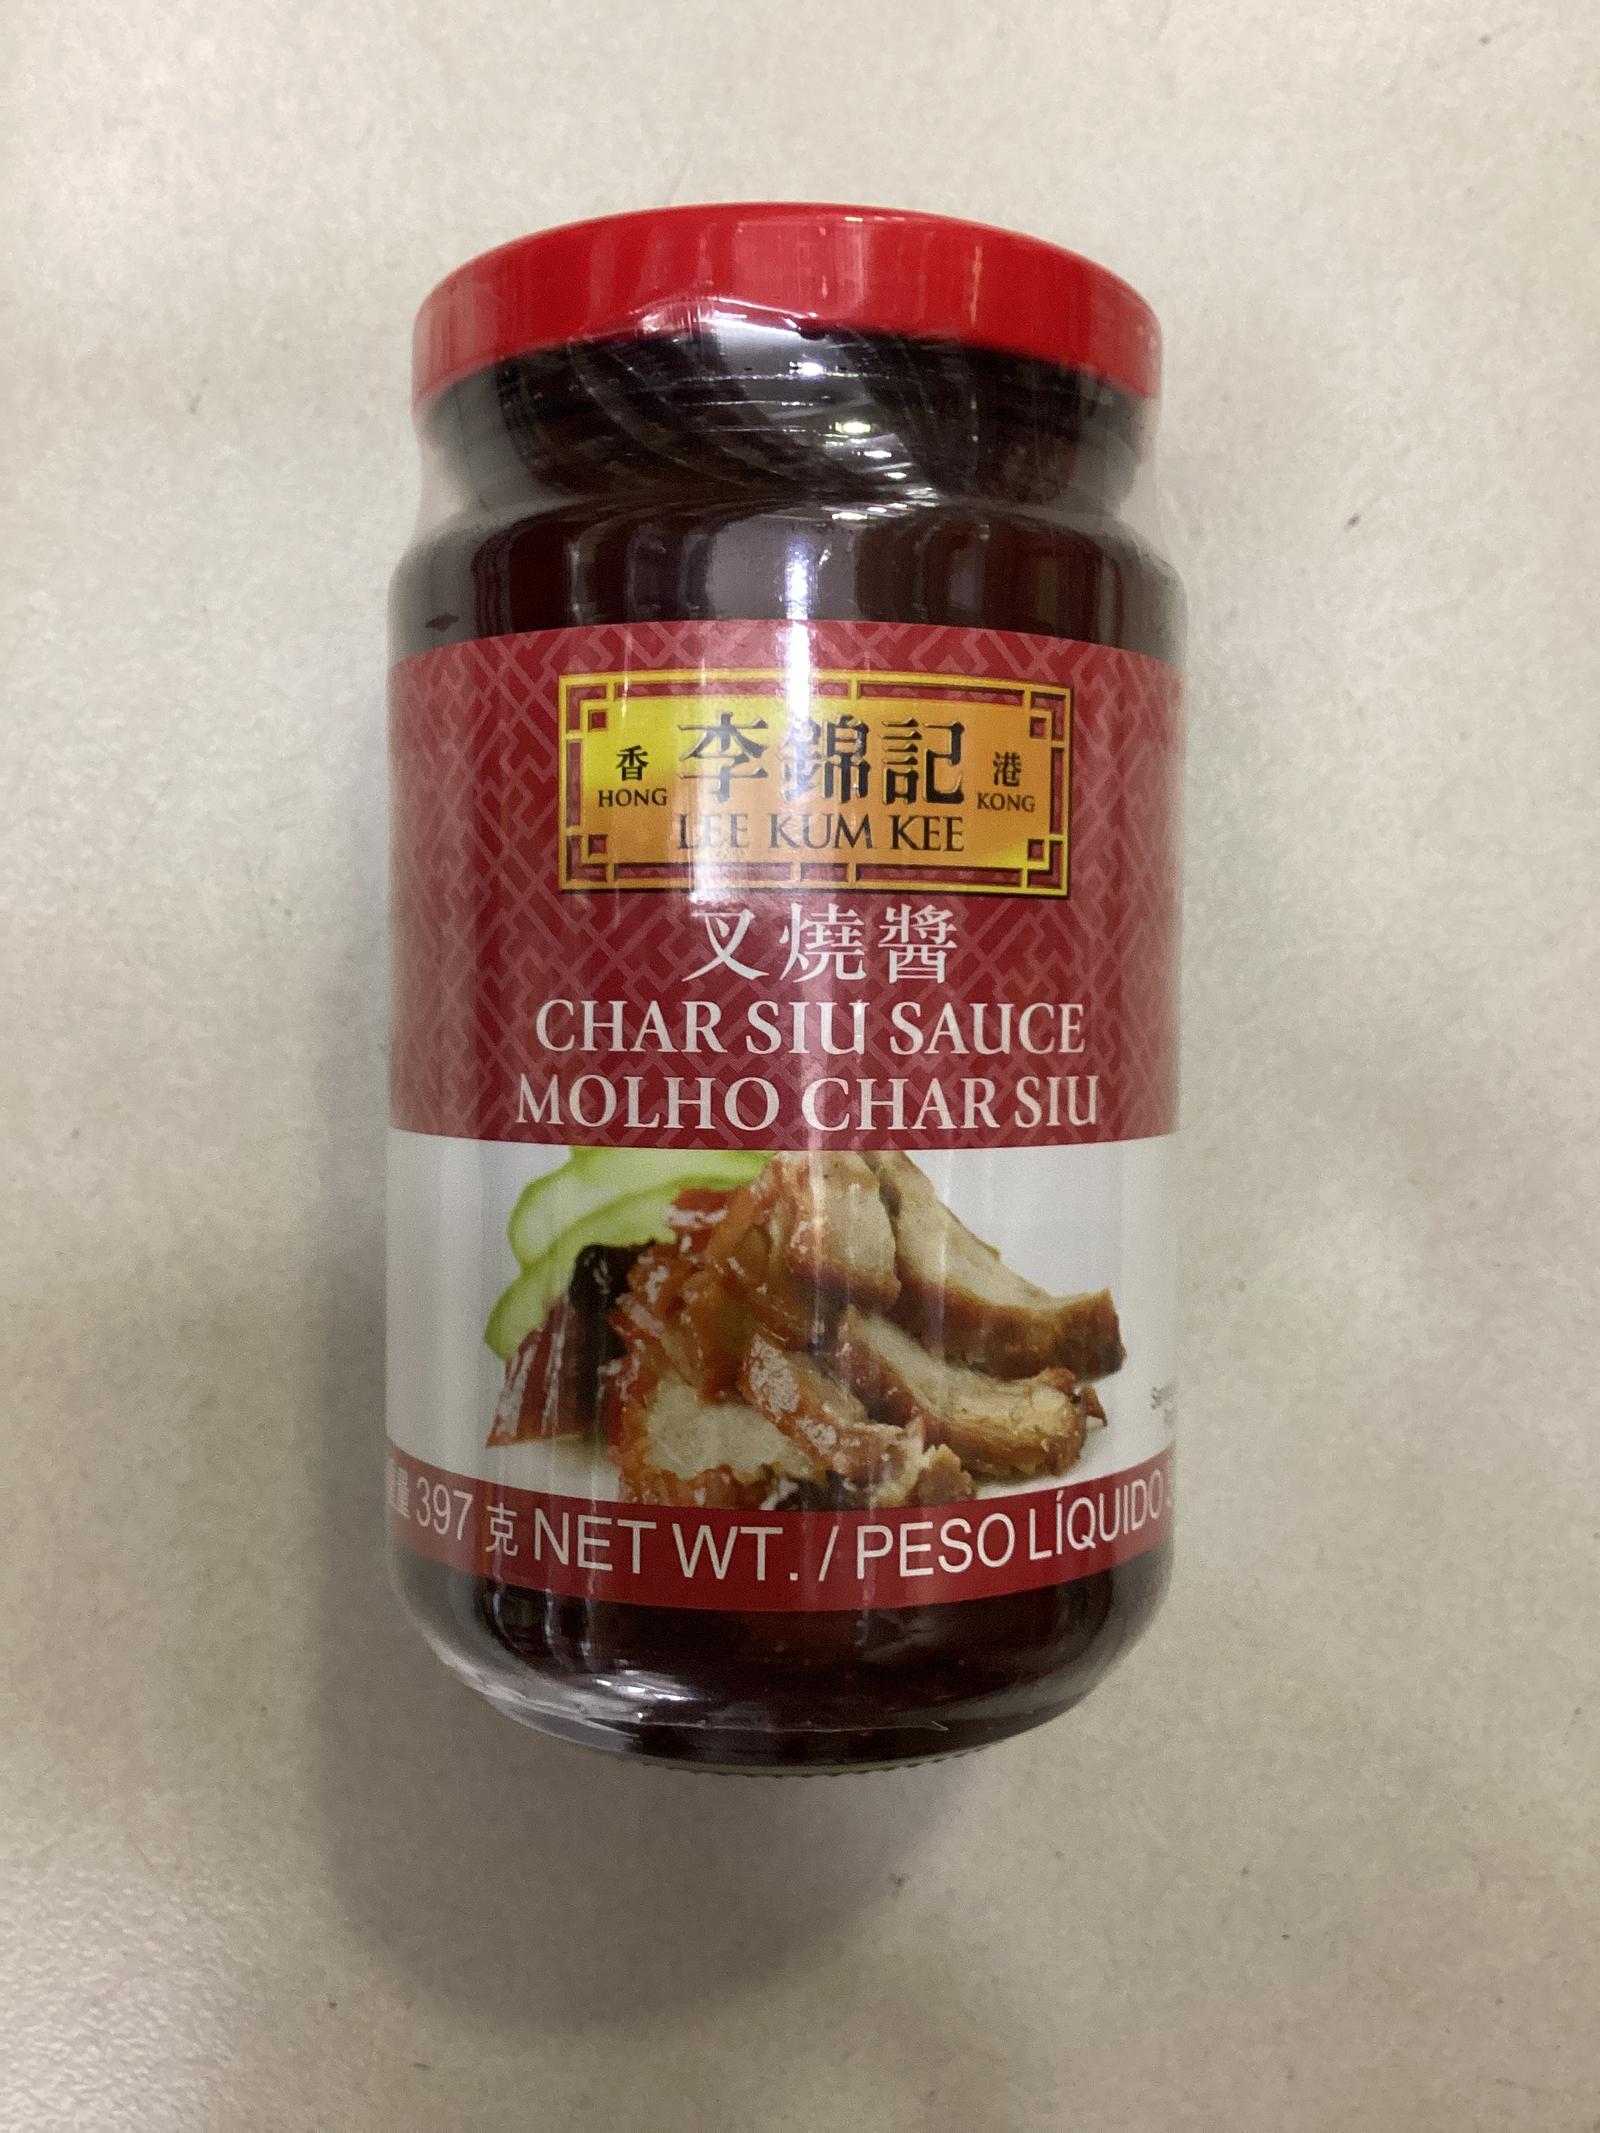 香 李錦記 港
HONG LEE KUM KEE KONG
叉燒醬
CHAR SIU SAUCE
MOLHO CHAR SIU
397 克 NET WT. / PESO LÍQUIDO